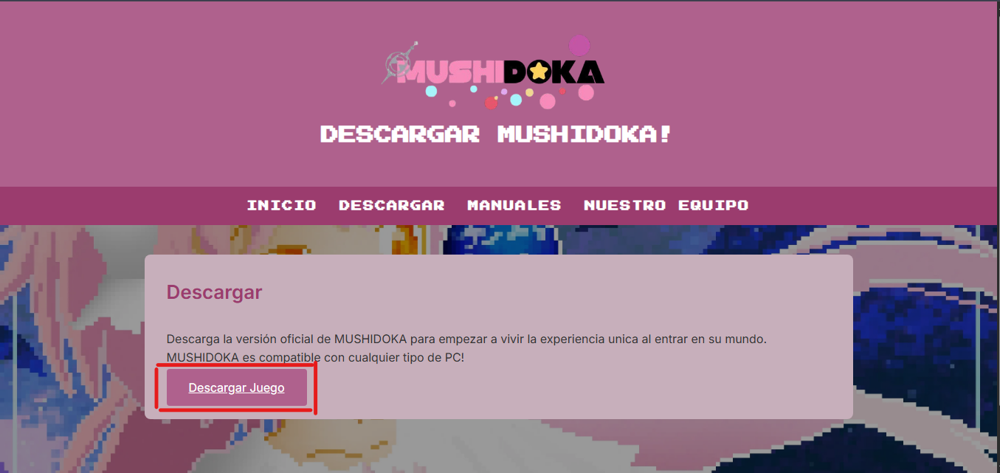 MUSHIDOKA
DESCARGAR MUSHIDOKA!
INICIO DESCARGAR MANUALES NUESTRO EQUIPO
Descargar
Descarga la versión oficial de MUSHIDOKA para empezar a vivir la experiencia unica al entrar en su mundo.
MUSHIDOKA es compatible con cualquier tipo de PC!
Descargar Juego